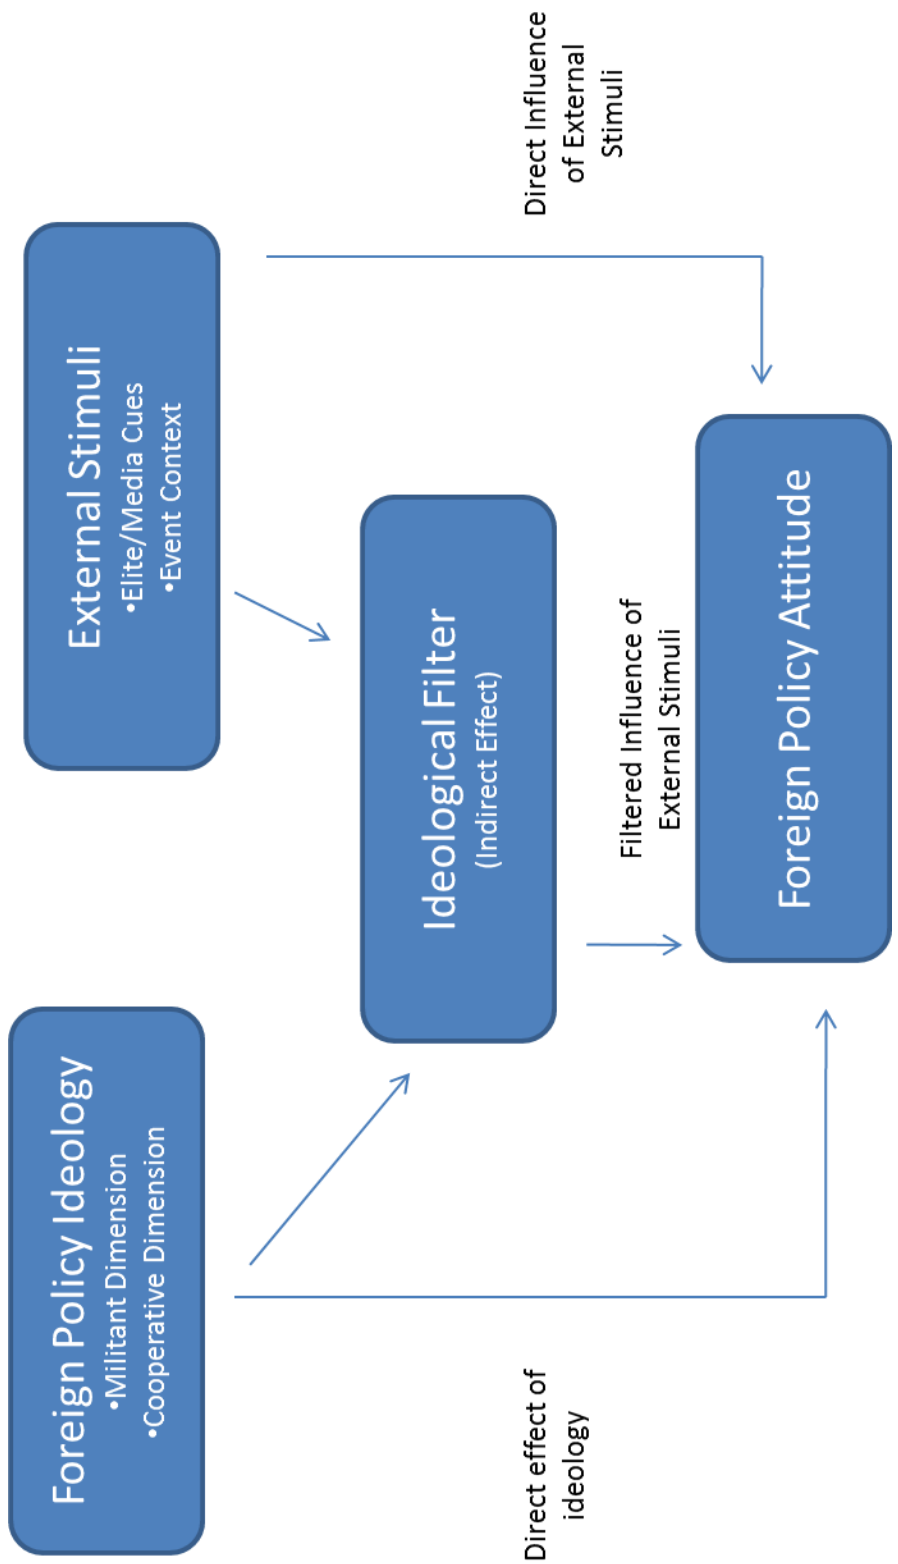 Foreign Policy Ideology
•Militant Dimension
•Cooperative Dimension
External Stimuli
•Elite/Media Cues
•Event Context
Ideological Filter
(Indirect Effect)
Direct effect of
ideology
Filtered Influence of
External Stimuli
Direct Influence
of External
Stimuli
Foreign Policy Attitude